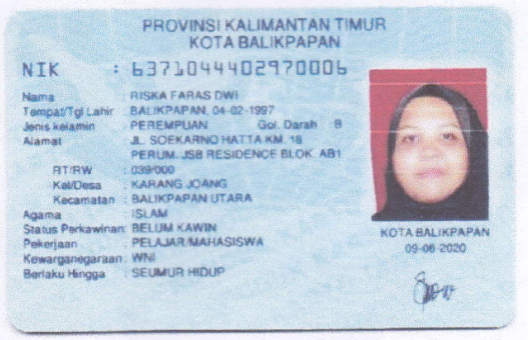 PROVINSI KALIMANTAN TIMUR
KOTA BALIKPAPAN
NIK : 6371044402970006
Nama : RISKA FARAS DWI
Tempat/Tgl Lahir : BALIKPAPAN, 04-02-1997
Jenis kelamin : PEREMPUAN Gol. Darah : B
Alamat : JL. SOEKARNO HATTA KM. 18
PERUM. JSB RESIDENCE BLOK. AB1
RT/RW : 039/000
Kel/Desa : KARANG JOANG
Kecamatan : BALIKPAPAN UTARA
Agama : ISLAM
Status Perkawinan: BELUM KAWIN
Pekerjaan : PELAJAR/MAHASISWA
Kewarganegaraan : WNI
Berlaku Hingga : SEUMUR HIDUP
KOTA BALIKPAPAN
09-06-2020